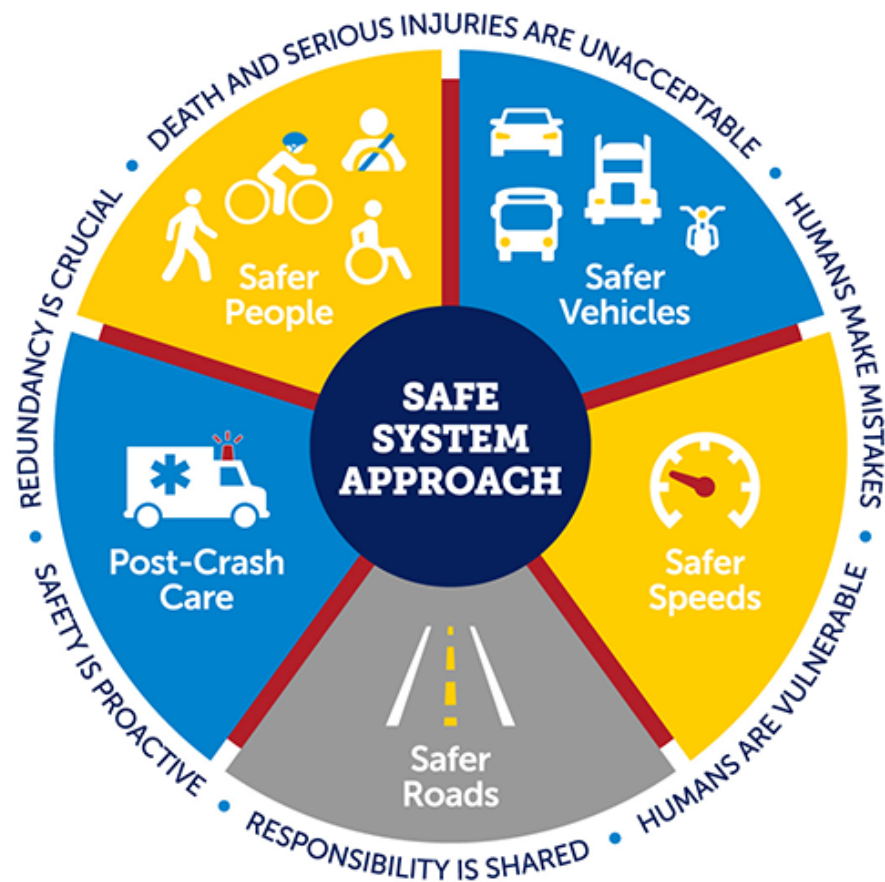 DEATH AND SERIOUS INJURIES ARE UNACCEPTABLE
HUMANS MAKE MISTAKES
HUMANS ARE VULNERABLE
RESPONSIBILITY IS SHARED
SAFETY IS PROACTIVE
REDUNDANCY IS CRUCIAL
Safer
People
Safer
Vehicles
SAFE
SYSTEM
APPROACH
Post-Crash
Care
Safer
Speeds
Safer
Roads